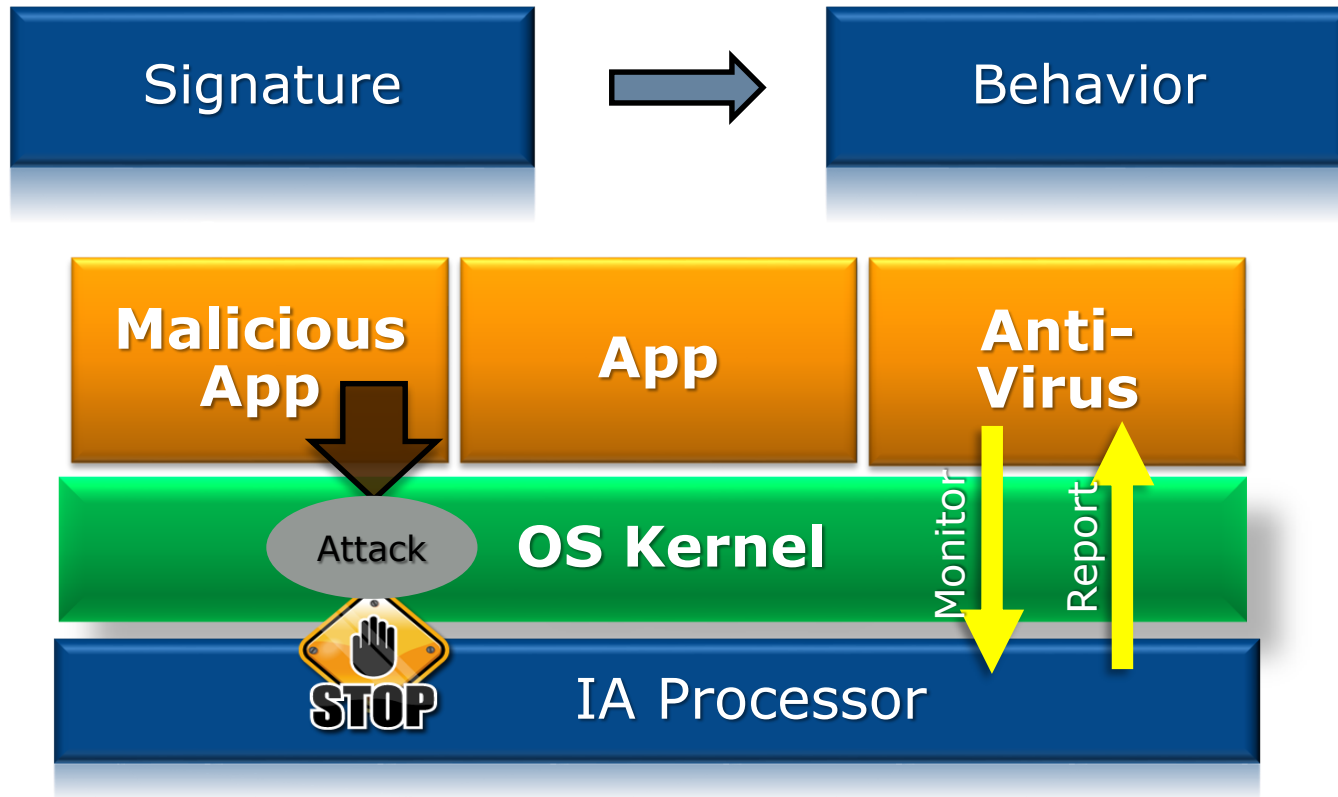 Signature
Behavior
Malicious
App
App
Anti-
Virus
Attack
OS Kernel
Monitor
Report
STOP
IA Processor